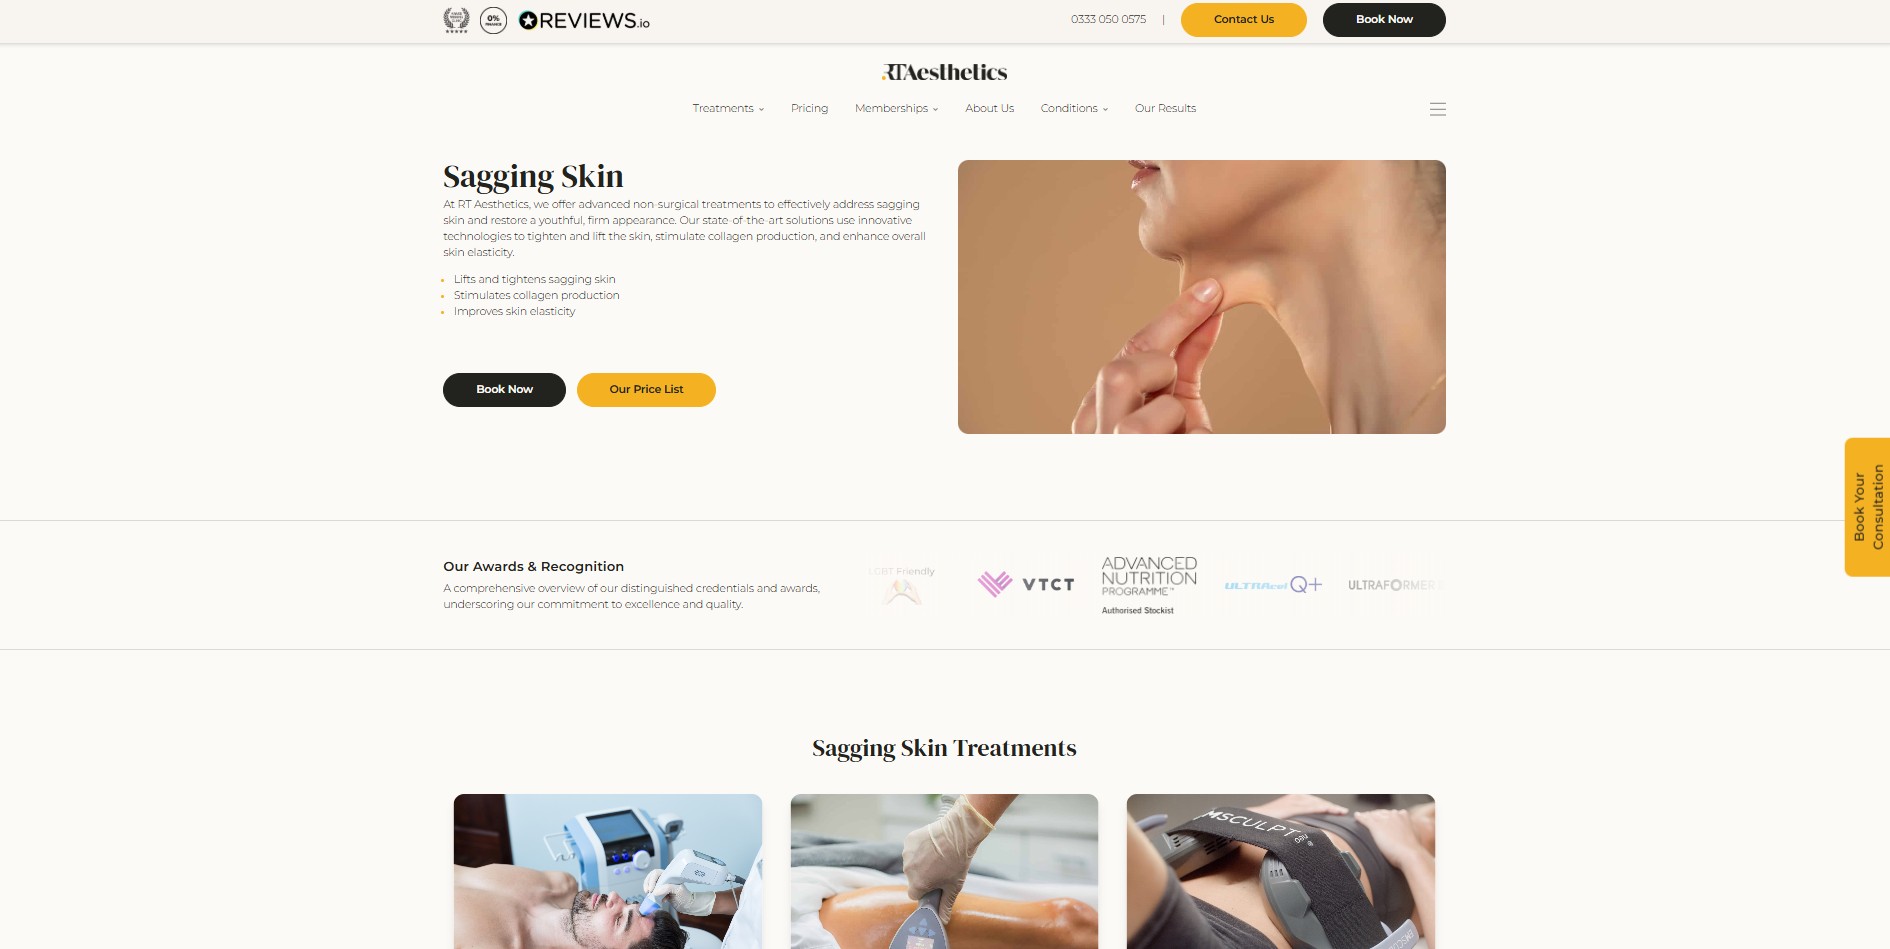 0% FINANCE
REVIEWS.io
0333 050 0575 |
Contact Us
Book Now
RTAesthetics
Treatments
Pricing
Memberships
About Us
Conditions
Our Results
Sagging Skin
At RT Aesthetics, we offer advanced non-surgical treatments to effectively address sagging
skin and restore a youthful, firm appearance. Our state-of-the-art solutions use innovative
technologies to tighten and lift the skin, stimulate collagen production, and enhance overall
skin elasticity.
Lifts and tightens sagging skin
Stimulates collagen production
Improves skin elasticity
Book Now
Our Price List
Book Your
Consultation
Our Awards & Recognition
A comprehensive overview of our distinguished credentials and awards,
underscoring our commitment to excellence and quality.
LGBT Friendly
VTCT
ADVANCED
NUTRITION
PROGRAMME™
Authorised Stockist
ULTRAcel Q+
ULTRAFORMER
Sagging Skin Treatments
MSCULPT
neo